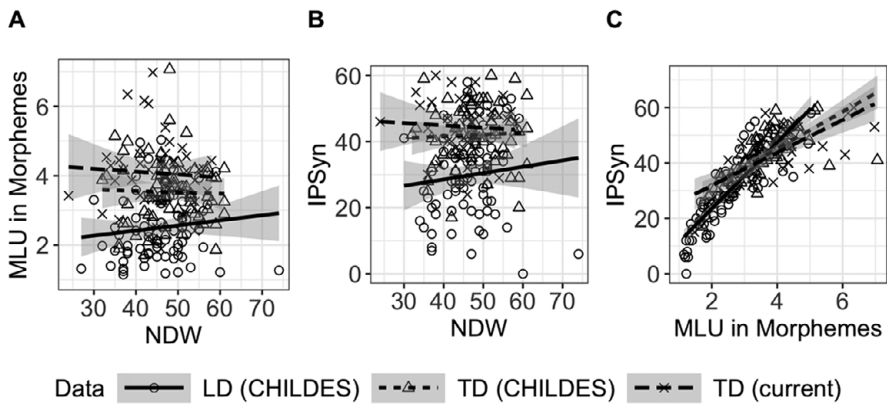 A
B
C
MLU in Morphemes
6
4
2
30
40
50
60
70
NDW
IPSyn
60
40
20
0
30
40
50
60
70
NDW
IPSyn
60
40
20
0
2
4
6
MLU in Morphemes
Data LD (CHILDES) TD (CHILDES) TD (current)